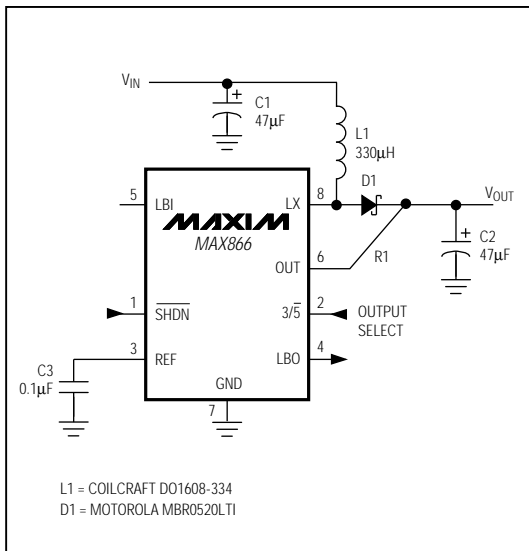 VIN
+
C1
47µF
L1
330µH
D1
5
LBI
LX
8
VOUT
MAXIM
MAX866
+
C2
47µF
6
OUT
R1
1
SHDN
3/5
2
OUTPUT
SELECT
3
REF
LBO
4
C3
0.1µF
GND
7
L1 = COILCRAFT DO1608-334
D1 = MOTOROLA MBR0520LTI